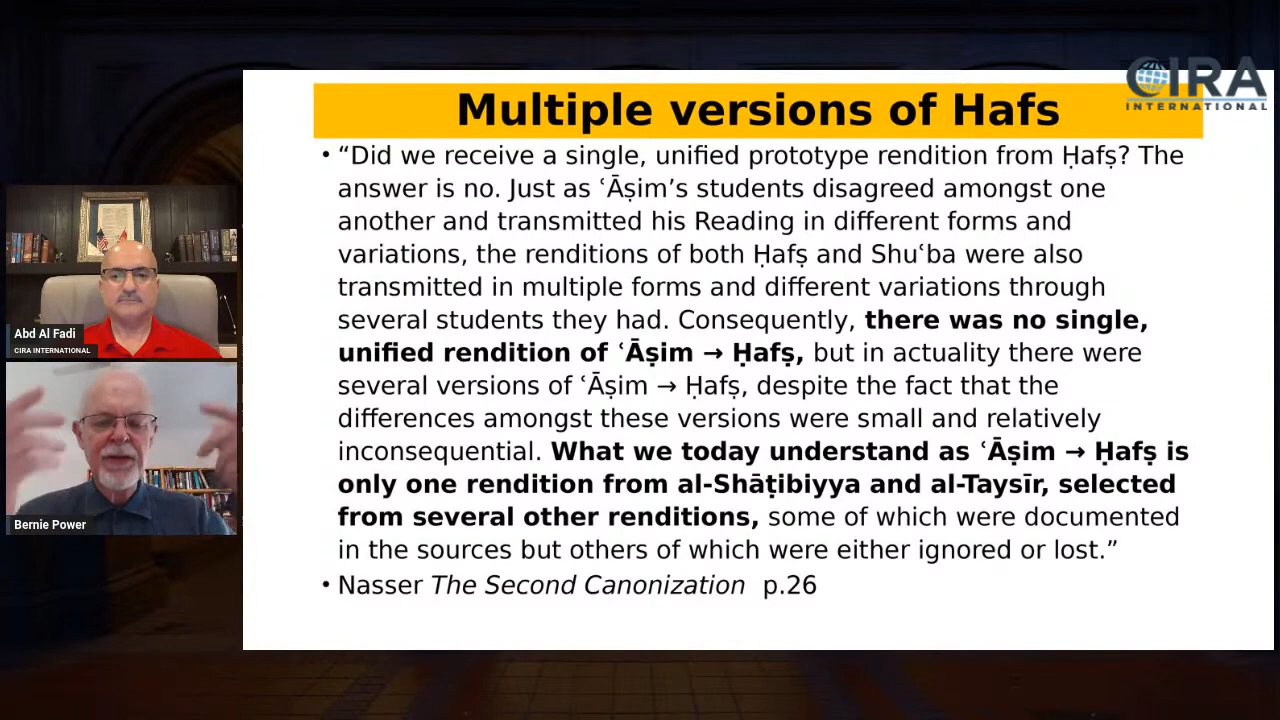 CIRA
INTERNATIONAL
Multiple versions of Hafs
• “Did we receive a single, unified prototype rendition from Ḥafṣ? The
answer is no. Just as ʿĀṣim’s students disagreed amongst one
another and transmitted his Reading in different forms and
variations, the renditions of both Ḥafṣ and Shuʿba were also
transmitted in multiple forms and different variations through
several students they had. Consequently, there was no single,
unified rendition of ʿĀṣim → Ḥafṣ, but in actuality there were
several versions of ʿĀṣim → Ḥafṣ, despite the fact that the
differences amongst these versions were small and relatively
inconsequential. What we today understand as ʿĀṣim → Ḥafṣ is
only one rendition from al-Shāṭibiyya and al-Taysīr, selected
from several other renditions, some of which were documented
in the sources but others of which were either ignored or lost.”
• Nasser The Second Canonization p.26
Abd Al Fadi
CIRA INTERNATIONAL
Bernie Power